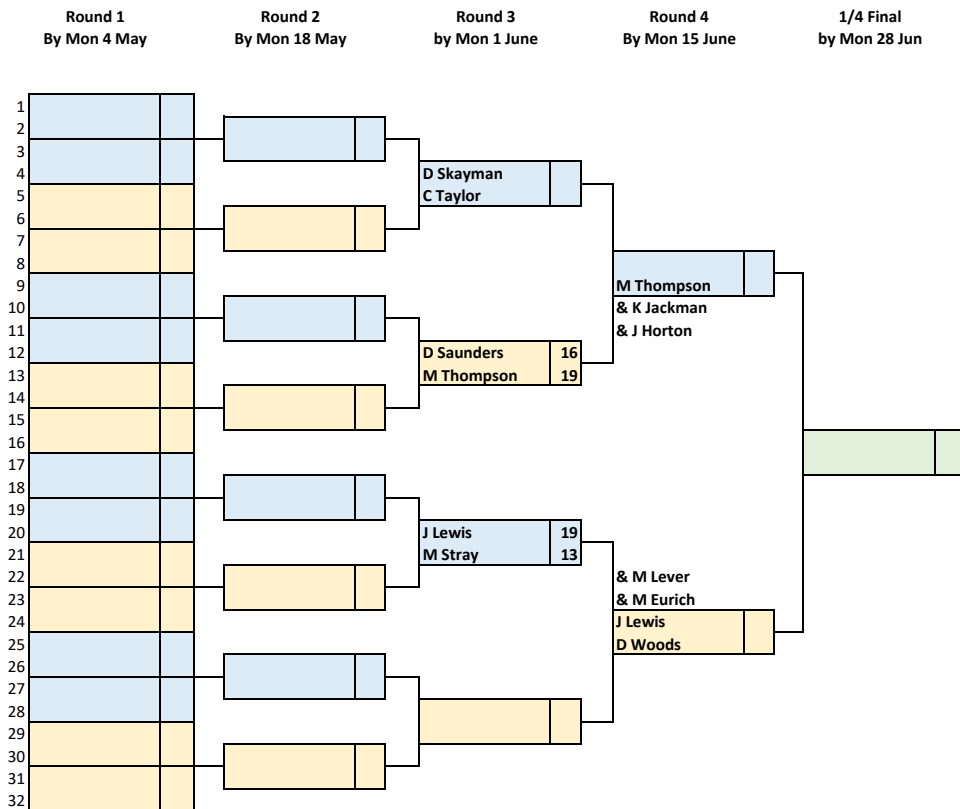 Round 1
By Mon 4 May
Round 2
By Mon 18 May
Round 3
by Mon 1 June
Round 4
By Mon 15 June
1/4 Final
by Mon 28 Jun
1
2
3
4
5
6
7
8
9
10
11
12
13
14
15
16
17
18
19
20
21
22
23
24
25
26
27
28
29
30
31
32
D Skayman
C Taylor
D Saunders 16
M Thompson 19
J Lewis 19
M Stray 13
M Thompson
& K Jackman
& J Horton
& M Lever
& M Eurich
J Lewis
D Woods